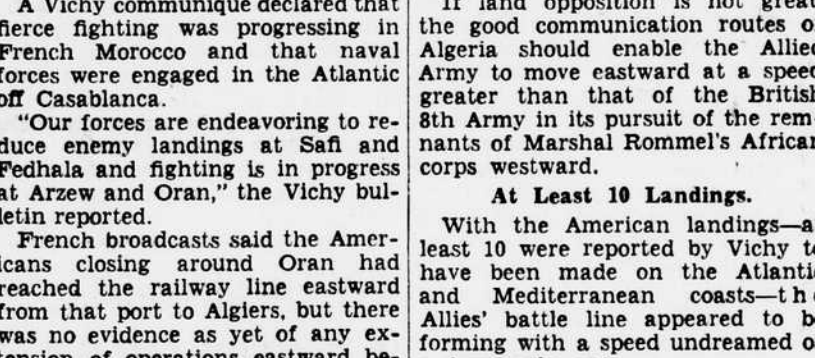 A Vichy communique declared that
fierce fighting was progressing in
French Morocco and that naval
forces were engaged in the Atlantic
off Casablanca.
"Our forces are endeavoring to re-
duce enemy landings at Safi and
Fedhala and fighting is in progress
at Arzew and Oran," the Vichy bul-
letin reported.
French broadcasts said the Amer-
icans closing around Oran had
reached the railway line eastward
from that port to Algiers, but there
was no evidence as yet of any ex-
tension of operations eastward be-
If land opposition is not great
the good communication routes o
Algeria should enable the Allied
Army to move eastward at a speed
greater than that of the British
8th Army in its pursuit of the rem-
nants of Marshal Rommel's African
corps westward.
At Least 10 Landings.
With the American landings—a
least 10 were reported by Vichy to
have been made on the Atlantic
and Mediterranean coasts—the
Allies' battle line appeared to b
forming with a speed undreamed o